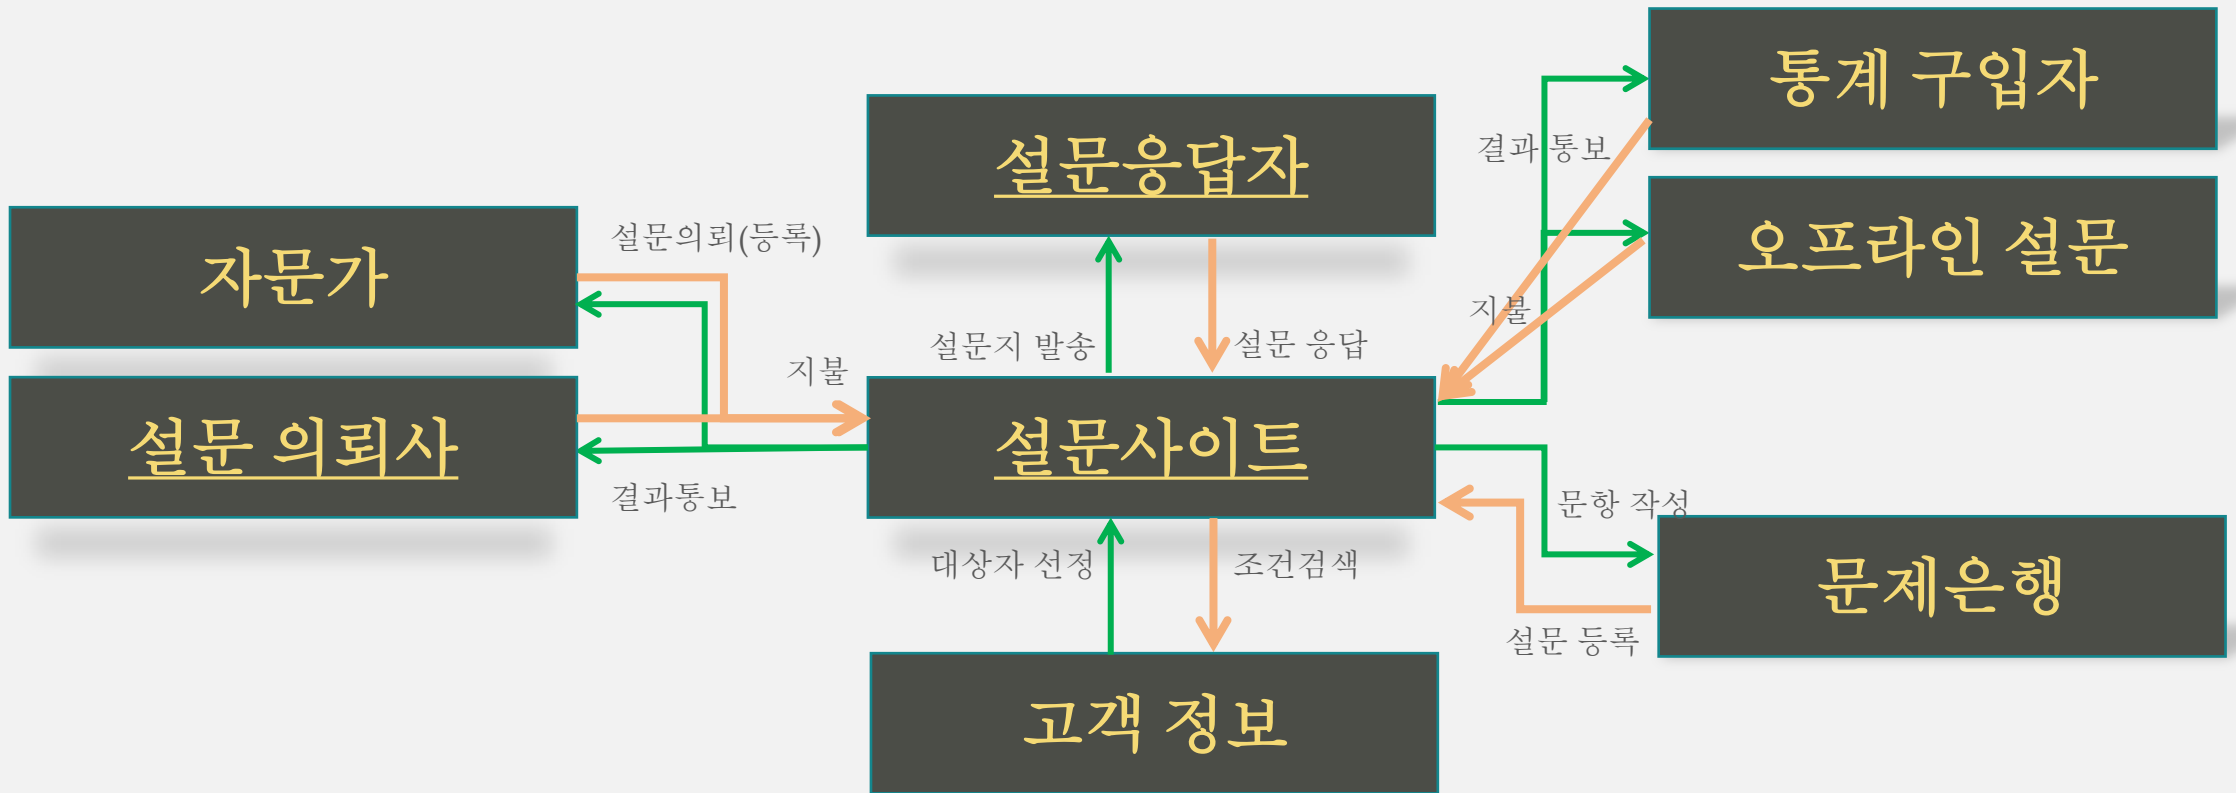 통계 구입자
설문응답자
결과 통보
오프라인 설문
설문의뢰(등록)
자문가
지불
설문지 발송
설문 응답
지불
설문 의뢰사
설문사이트
결과통보
문항 작성
대상자 선정
조건검색
문제은행
설문 등록
고객 정보